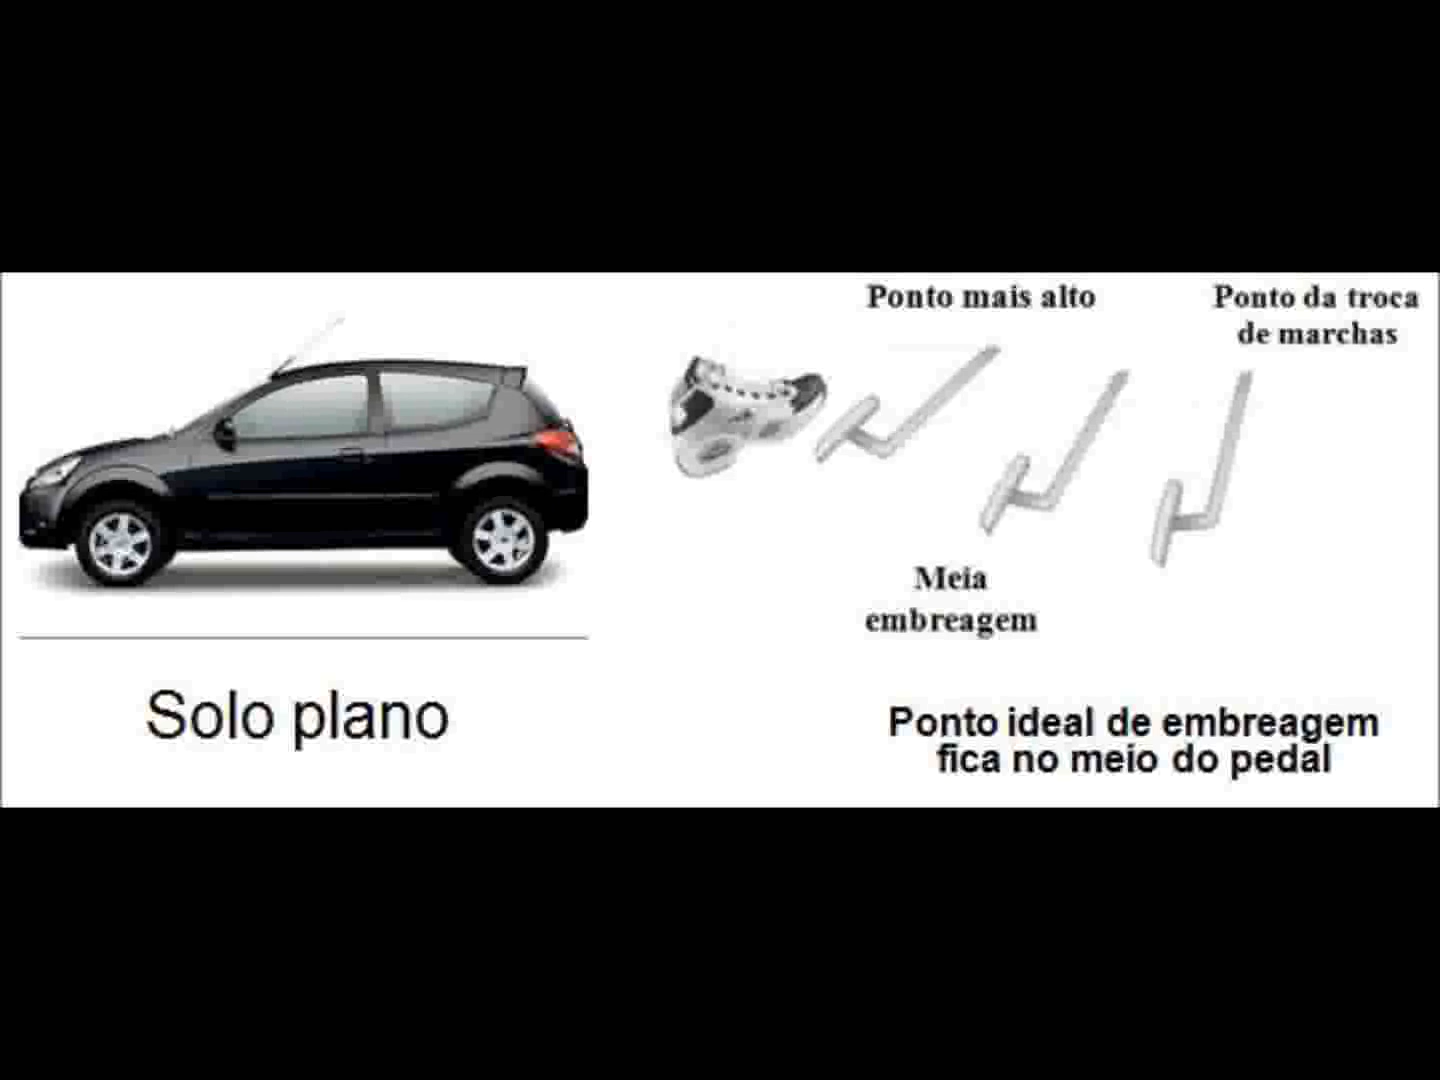 Ponto mais alto
Ponto da troca
de marchas
Meia
embreagem
Solo plano
Ponto ideal de embreagem
fica no meio do pedal